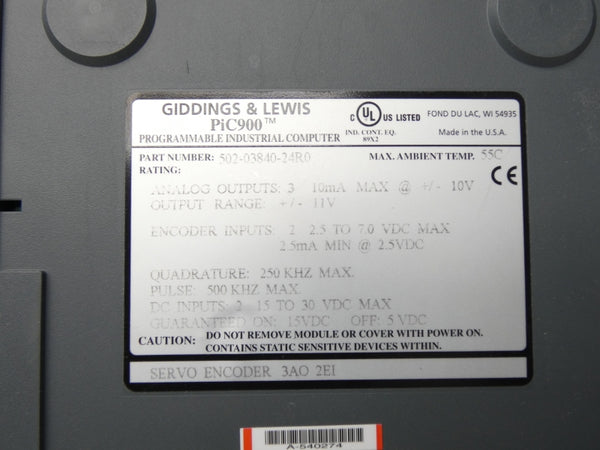 GIDDINGS & LEWIS
PiC900™
PROGRAMMABLE INDUSTRIAL COMPUTER
C UL US LISTED
IND. CONT. EQ.
89X2
FOND DU LAC, WI 54935
Made in the U.S.A.
PART NUMBER: 502-03840-24R0 MAX. AMBIENT TEMP. 55C
RATING:
CE
ANALOG OUTPUTS: 3 10mA MAX @ +/- 10V
OUTPUT RANGE: +/- 11V
ENCODER INPUTS: 2 2.5 TO 7.0 VDC MAX
2.5mA MIN @ 2.5VDC
QUADRATURE: 250 KHZ MAX.
PULSE: 500 KHZ MAX.
DC INPUTS: 2 15 TO 30 VDC MAX
GUARANTEED ON: 15VDC OFF: 5 VDC
CAUTION: DO NOT REMOVE MODULE OR COVER WITH POWER ON.
CONTAINS STATIC SENSITIVE DEVICES WITHIN.
SERVO ENCODER 3AO 2EI
A-540274